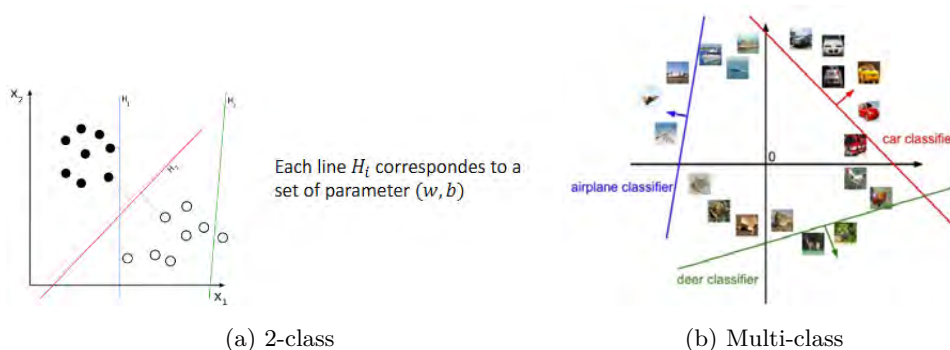 X₂
H₁
H₂
H₃
X₁
Each line 𝐻ᵢ correspondes to a
set of parameter (𝑤, 𝑏)
(a) 2-class
0
car classifier
airplane classifier
deer classifier
(b) Multi-class